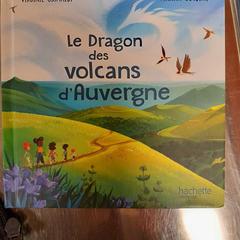 Le Dragon
des
volcans
d'Auvergne
hachette